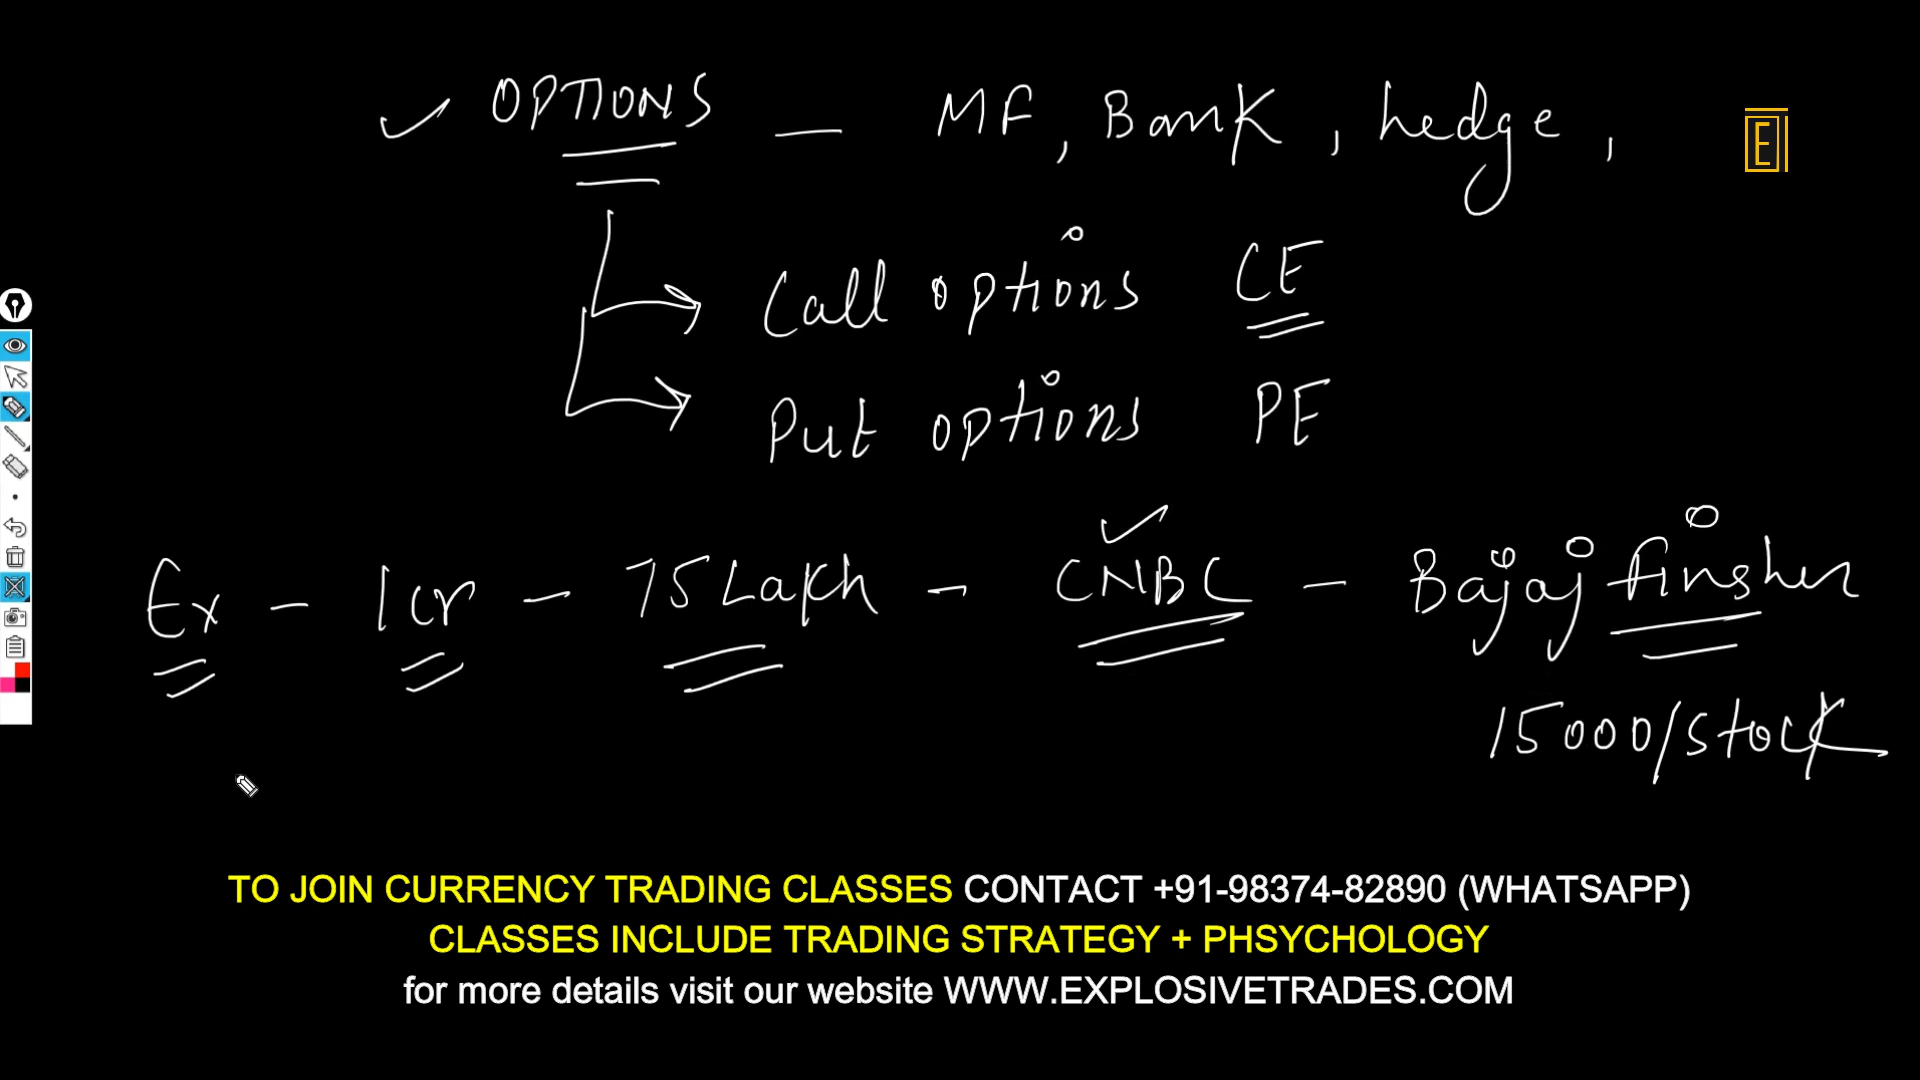 ✓ OPTIONS — MF, Bank, hedge,
E
Call options CE
Put options PE
✓
Ex - 1cr - 75 Lakh - CNBC - Bajaj finsher
15000/stock
TO JOIN CURRENCY TRADING CLASSES CONTACT +91-98374-82890 (WHATSAPP)
CLASSES INCLUDE TRADING STRATEGY + PHSYCHOLOGY
for more details visit our website WWW.EXPLOSIVETRADES.COM